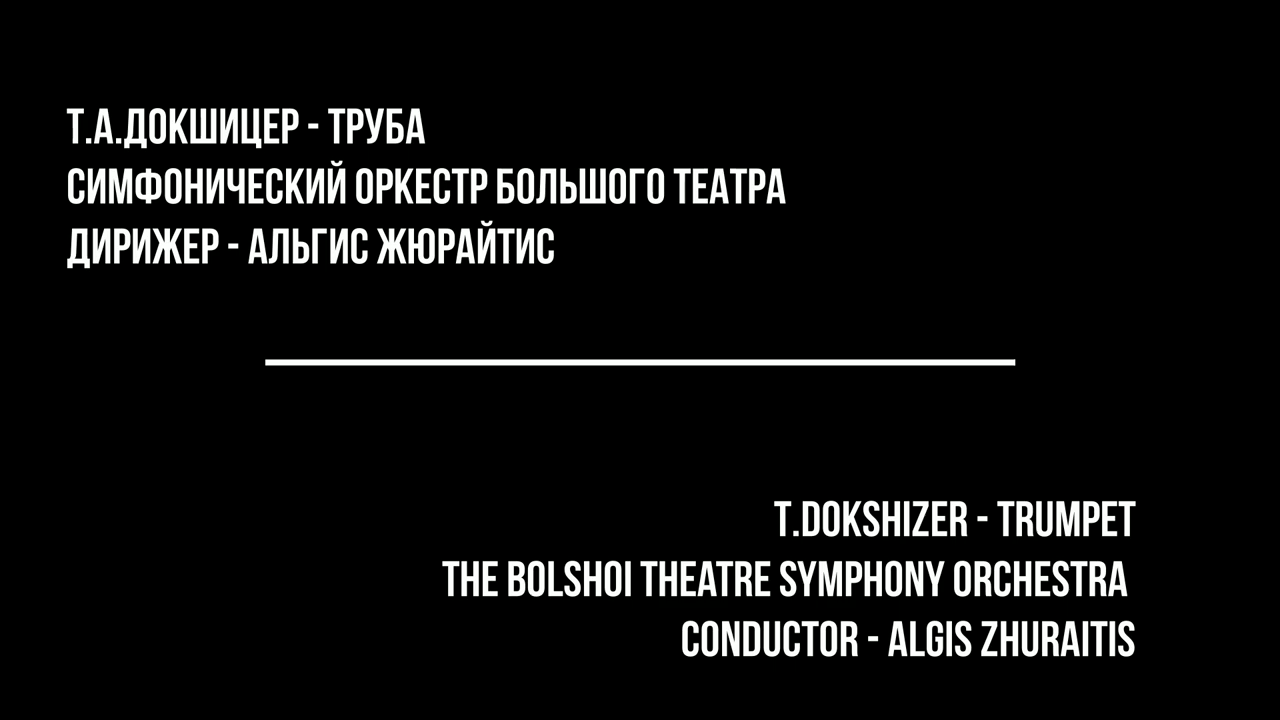 Т.А.ДОКШИЦЕР - ТРУБА
СИМФОНИЧЕСКИЙ ОРКЕСТР БОЛЬШОГО ТЕАТРА
ДИРИЖЕР - АЛЬГИС ЖЮРАЙТИС
T.DOKSHIZER - TRUMPET
THE BOLSHOI THEATRE SYMPHONY ORCHESTRA
CONDUCTOR - ALGIS ZHURAITIS